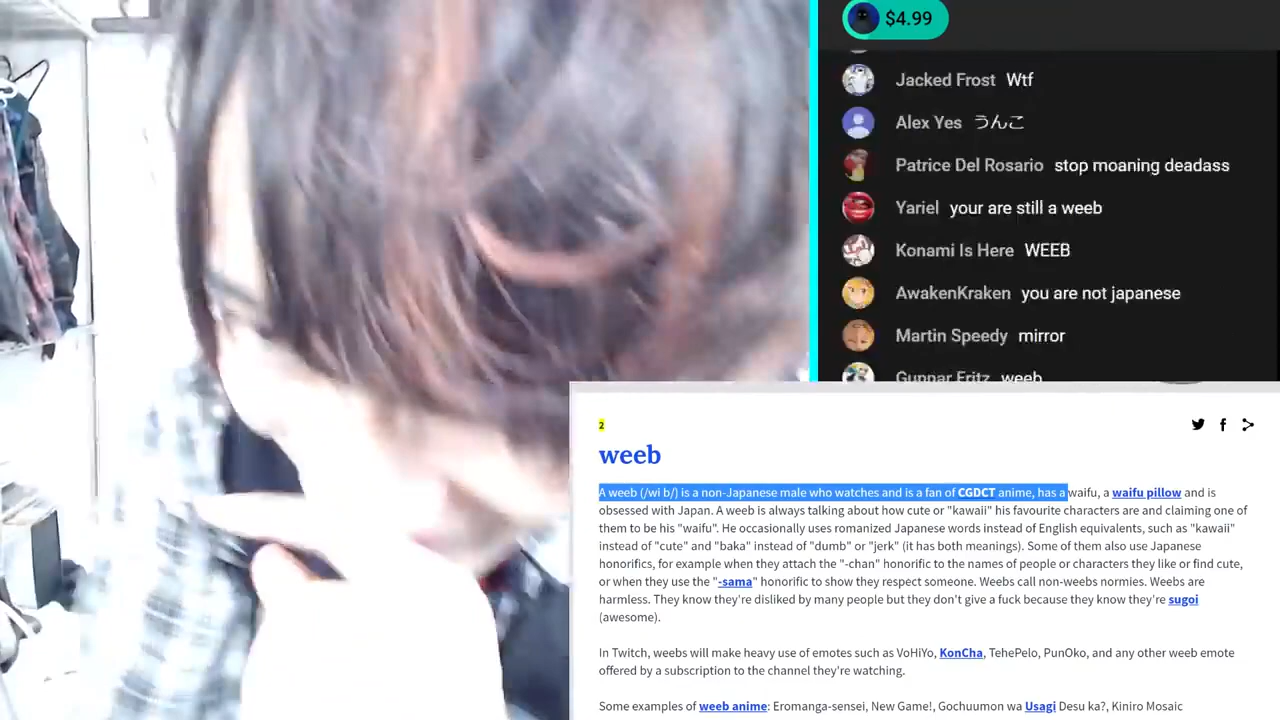 $4.99
Jacked Frost Wtf
Alex Yes うんこ
Patrice Del Rosario stop moaning deadass
Yariel your are still a weeb
Konami Is Here WEEB
AwakenKraken you are not japanese
Martin Speedy mirror
Gunnar Fritz weeb
2
weeb
A weeb (/wi b/) is a non-Japanese male who watches and is a fan of CGDCT anime, has a waifu, a waifu pillow and is
obsessed with Japan. A weeb is always talking about how cute or "kawaii" his favourite characters are and claiming one of
them to be his "waifu". He occasionally uses romanized Japanese words instead of English equivalents, such as "kawaii"
instead of "cute" and "baka" instead of "dumb" or "jerk" (it has both meanings). Some of them also use Japanese
honorifics, for example when they attach the "-chan" honorific to the names of people or characters they like or find cute,
or when they use the "-sama" honorific to show they respect someone. Weebs call non-weebs normies. Weebs are
harmless. They know they're disliked by many people but they don't give a fuck because they know they're sugoi
(awesome).
In Twitch, weebs will make heavy use of emotes such as VoHiYo, KonCha, TehePelo, PunOko, and any other weeb emote
offered by a subscription to the channel they're watching.
Some examples of weeb anime: Eromanga-sensei, New Game!, Gochuumon wa Usagi Desu ka?, Kiniro Mosaic